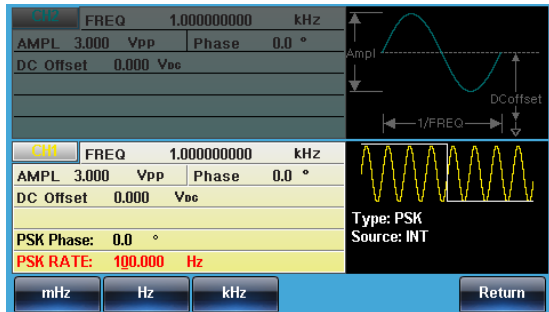 CH2 FREQ 1.000000000 kHz
AMPL 3.000 Vpp Phase 0.0 °
DC Offset 0.000 VDC
Ampl
DCoffset
1/FREQ
CH1 FREQ 1.000000000 kHz
AMPL 3.000 Vpp Phase 0.0 °
DC Offset 0.000 VDC
PSK Phase: 0.0 °
PSK RATE: 100.000 Hz
Type: PSK
Source: INT
mHz Hz kHz Return